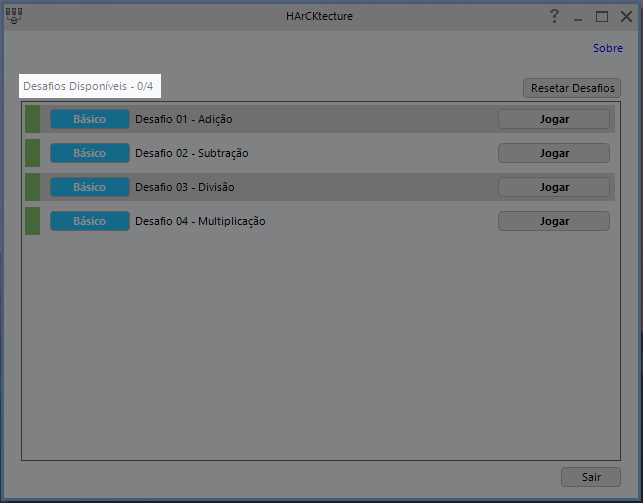 HArCKtecture
Sobre
Desafios Disponíveis - 0/4
Resetar Desafios
Básico Desafio 01 - Adição Jogar
Básico Desafio 02 - Subtração Jogar
Básico Desafio 03 - Divisão Jogar
Básico Desafio 04 - Multiplicação Jogar
Sair